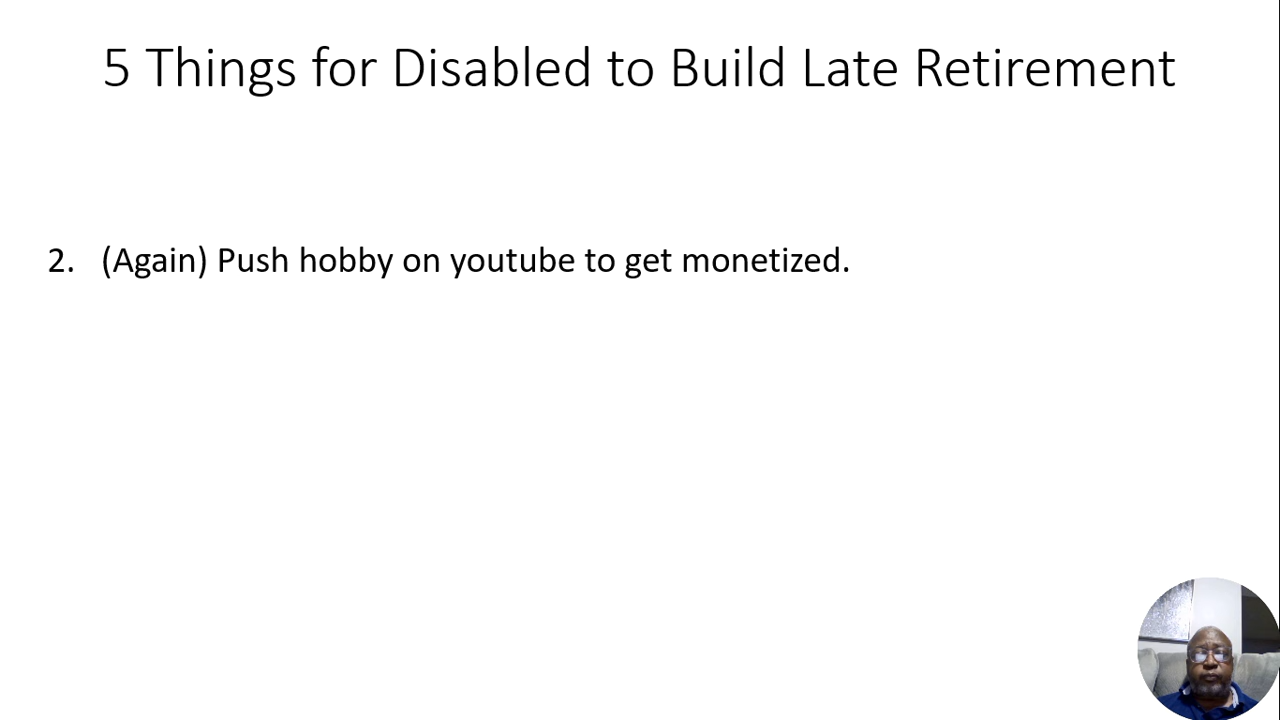 5 Things for Disabled to Build Late Retirement
2. (Again) Push hobby on youtube to get monetized.